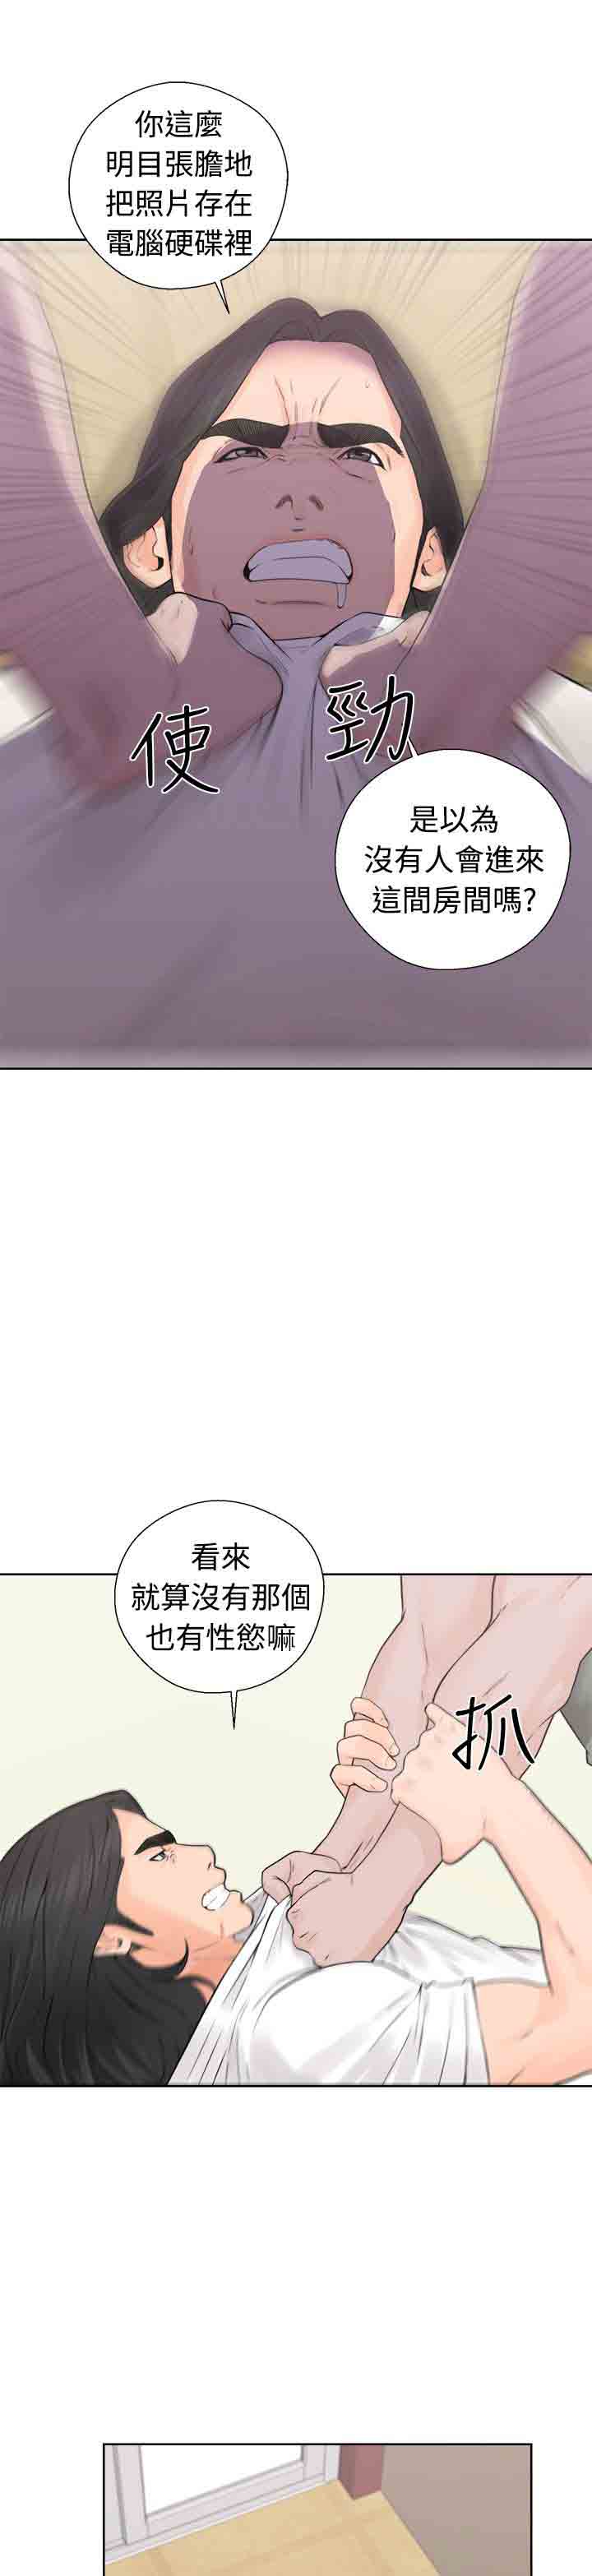 你這麼
明目張膽地
把照片存在
電腦硬碟裡
使勁
是以為
沒有人會進來
這間房間嗎?
看來
就算沒有那個
也有性慾嘛
抓